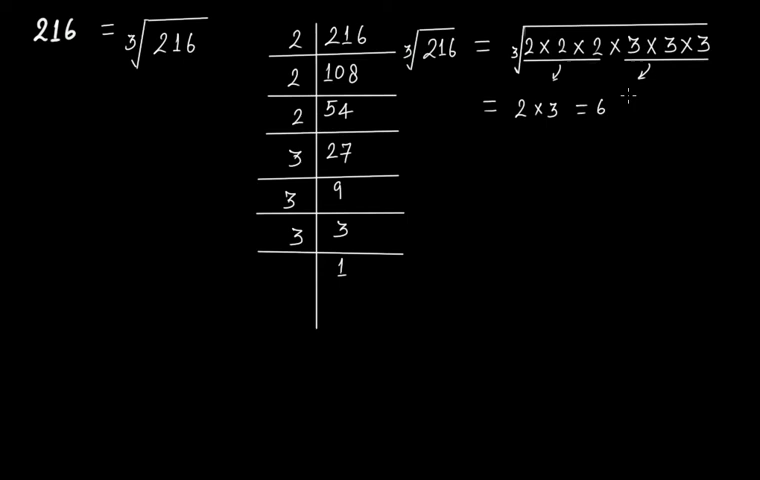 216 = ∛216
2 | 216
2 | 108
2 | 54
3 | 27
3 | 9
3 | 3
1
∛216 = ∛2 × 2 × 2 × 3 × 3 × 3
= 2 × 3 = 6